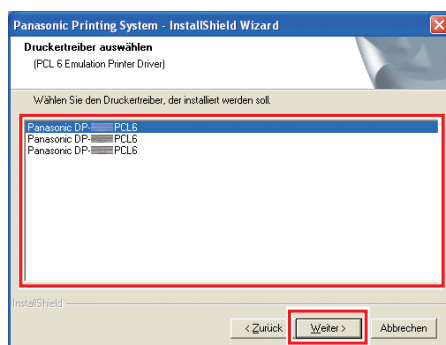 Panasonic Printing System - InstallShield Wizard
Druckertreiber auswählen
(PCL 6 Emulation Printer Driver)
Wählen Sie den Druckertreiber, der installiert werden soll.
Panasonic DP- PCL6
Panasonic DP- PCL6
Panasonic DP- PCL6
InstallShield
< Zurück Weiter > Abbrechen